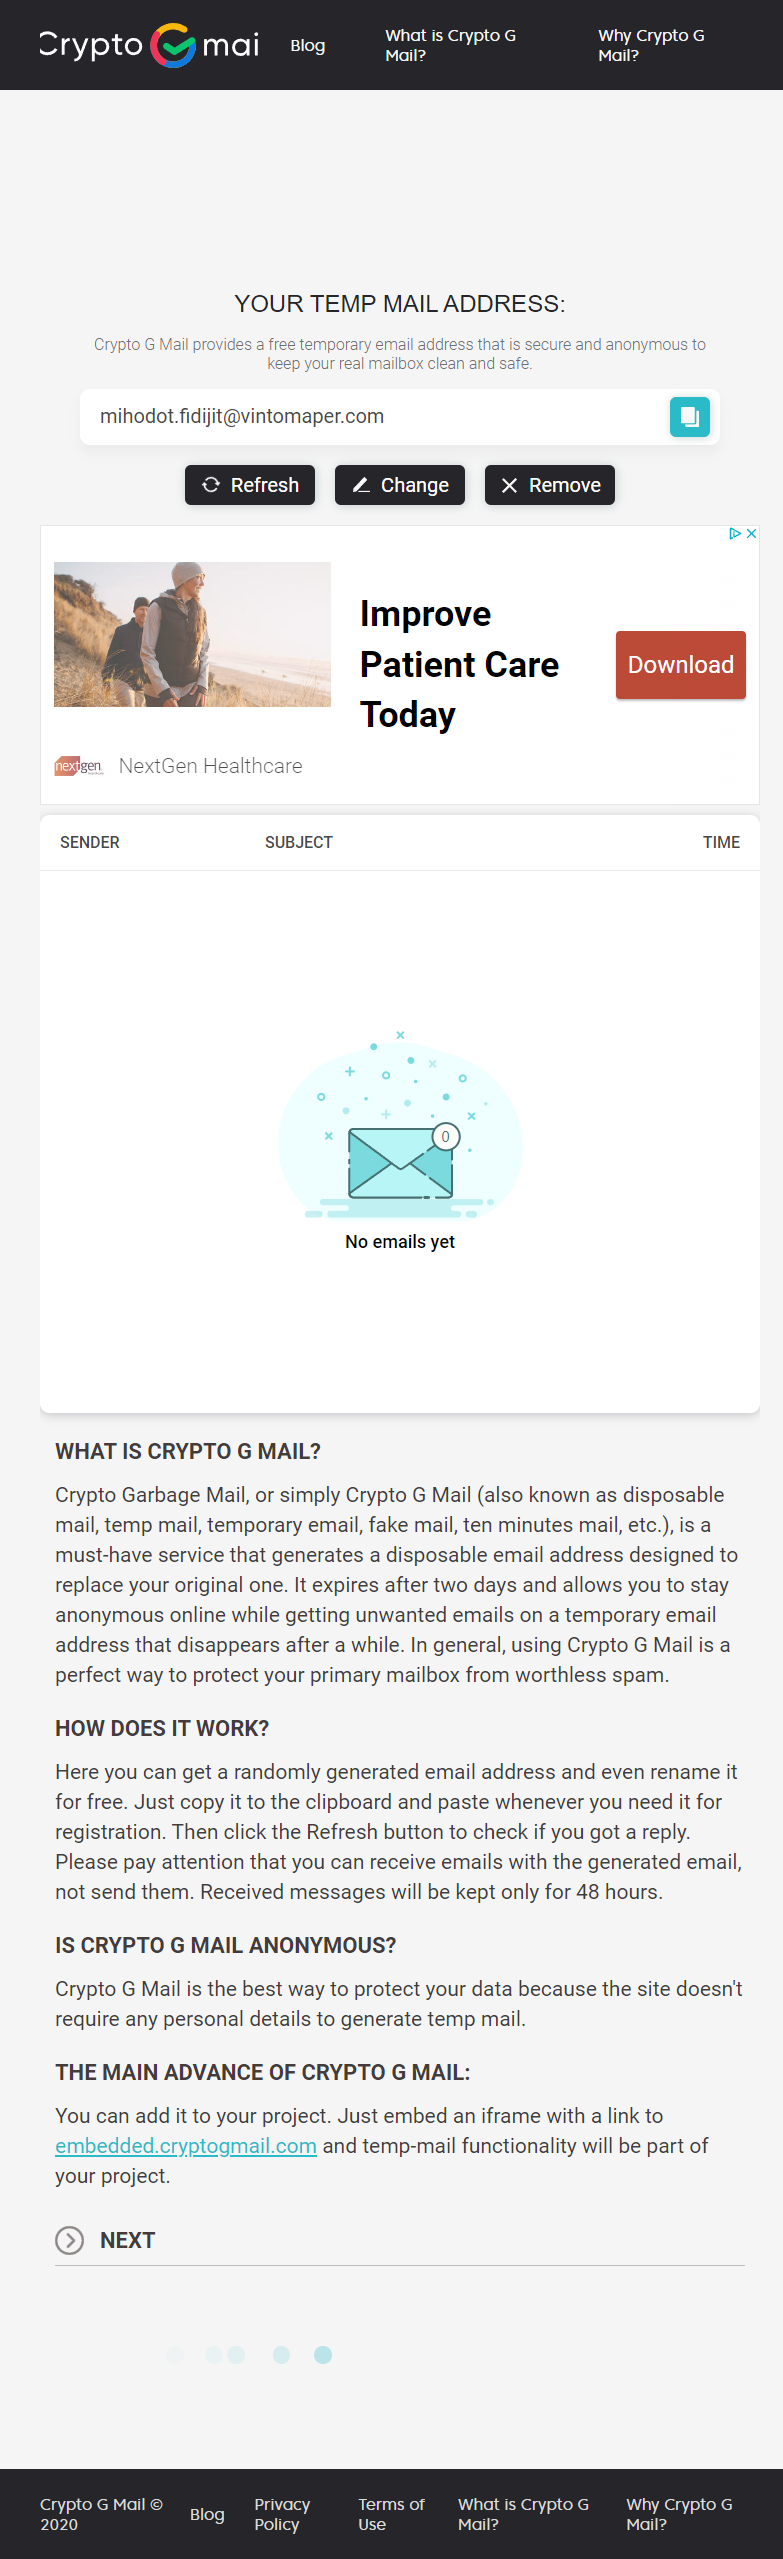 Crypto G mai
Blog
What is Crypto G
Mail?
Why Crypto G
Mail?
YOUR TEMP MAIL ADDRESS:
Crypto G Mail provides a free temporary email address that is secure and anonymous to
keep your real mailbox clean and safe.
mihodot.fidijit@vintomaper.com
Refresh
Change
Remove
Improve
Patient Care
Today
Download
nextgen
NextGen Healthcare
SENDER SUBJECT TIME
0
No emails yet
WHAT IS CRYPTO G MAIL?
Crypto Garbage Mail, or simply Crypto G Mail (also known as disposable
mail, temp mail, temporary email, fake mail, ten minutes mail, etc.), is a
must-have service that generates a disposable email address designed to
replace your original one. It expires after two days and allows you to stay
anonymous online while getting unwanted emails on a temporary email
address that disappears after a while. In general, using Crypto G Mail is a
perfect way to protect your primary mailbox from worthless spam.
HOW DOES IT WORK?
Here you can get a randomly generated email address and even rename it
for free. Just copy it to the clipboard and paste whenever you need it for
registration. Then click the Refresh button to check if you got a reply.
Please pay attention that you can receive emails with the generated email,
not send them. Received messages will be kept only for 48 hours.
IS CRYPTO G MAIL ANONYMOUS?
Crypto G Mail is the best way to protect your data because the site doesn't
require any personal details to generate temp mail.
THE MAIN ADVANCE OF CRYPTO G MAIL:
You can add it to your project. Just embed an iframe with a link to
embedded.cryptogmail.com and temp-mail functionality will be part of
your project.
NEXT
Crypto G Mail ©
2020
Blog
Privacy
Policy
Terms of
Use
What is Crypto G
Mail?
Why Crypto G
Mail?